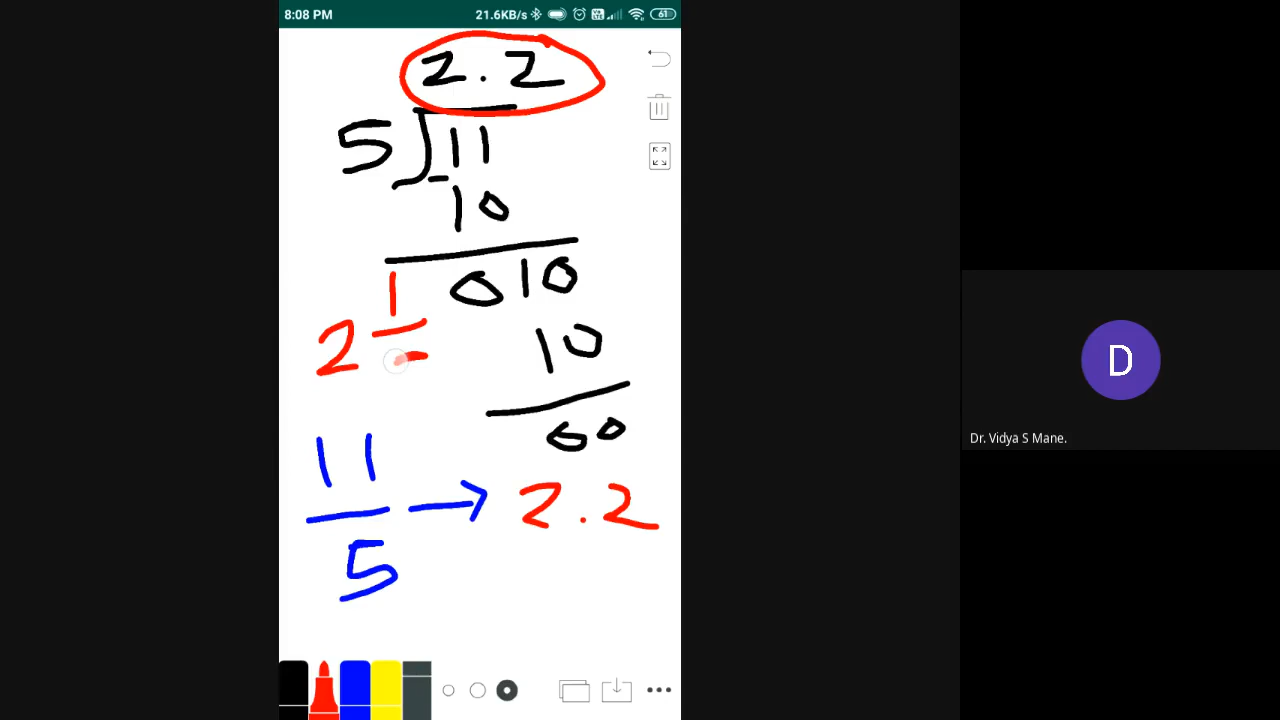 8:08 PM 21.6KB/s 61
2.2
5 11
10
1 010
2
10
00
11
5 → 2.2
D
Dr. Vidya S Mane.